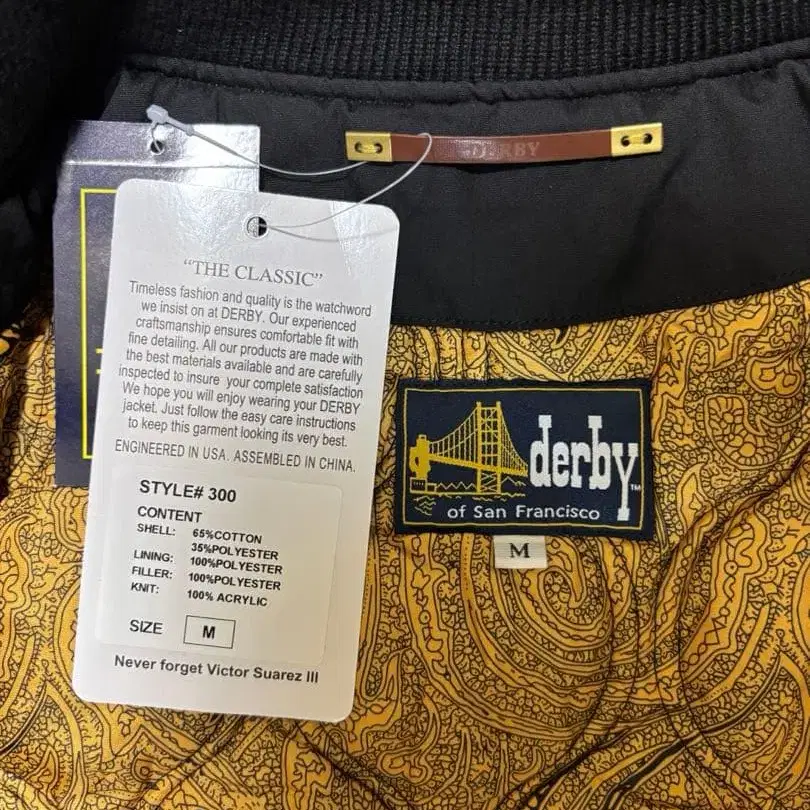 DERBY
"THE CLASSIC"
Timeless fashion and quality is the watchword
we insist on at DERBY. Our experienced
craftsmanship ensures comfortable fit with
fine detailing. All our products are made with
the best materials available and are carefully
inspected to insure your complete satisfaction
We hope you will enjoy wearing your DERBY
jacket. Just follow the easy care instructions
to keep this garment looking its very best.
ENGINEERED IN USA. ASSEMBLED IN CHINA.
STYLE# 300
CONTENT
SHELL: 65%COTTON
35%POLYESTER
LINING: 100%POLYESTER
FILLER: 100%POLYESTER
KNIT: 100% ACRYLIC
SIZE M
Never forget Victor Suarez III
derby
TM
of San Francisco
M